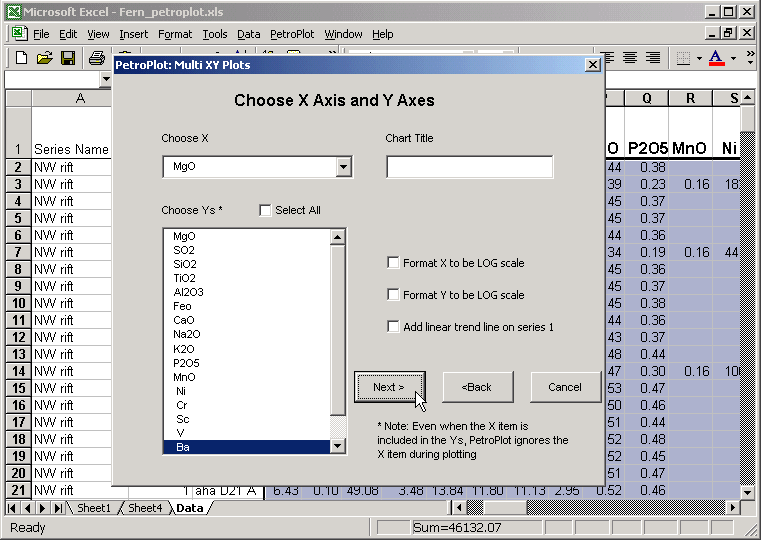 Microsoft Excel - Fern_petroplot.xls
File Edit View Insert Format Tools Data PetroPlot Window Help
PetroPlot: Multi XY Plots
Choose X Axis and Y Axes
Choose X
Chart Title
MgO
Choose Ys *
Select All
MgO
SO2
SiO2
TiO2
Al2O3
Feo
CaO
Na2O
K2O
P2O5
MnO
Ni
Cr
Sc
V
Ba
Format X to be LOG scale
Format Y to be LOG scale
Add linear trend line on series 1
Next >
<Back
Cancel
* Note: Even when the X item is
included in the Ys, PetroPlot ignores the
X item during plotting
A Q R S
1 Series Name O P2O5 MnO Ni
2 NW rift 44 0.38
3 NW rift 39 0.23 0.16 18
4 NW rift 45 0.37
5 NW rift 45 0.37
6 NW rift 44 0.36
7 NW rift 34 0.19 0.16 44
8 NW rift 45 0.36
9 NW rift 45 0.37
10 NW rift 45 0.38
11 NW rift 44 0.36
12 NW rift 43 0.37
13 NW rift 48 0.44
14 NW rift 47 0.30 0.16 10
15 NW rift 53 0.47
16 NW rift 50 0.46
17 NW rift 51 0.44
18 NW rift 52 0.48
19 NW rift 52 0.45
20 NW rift 51 0.47
21 NW rift 1 aha D21 A 6.43 0.10 49.08 3.48 13.84 11.80 11.13 2.95 0.52 0.46
Sheet1 Sheet4 Data
Ready
Sum=46132.07